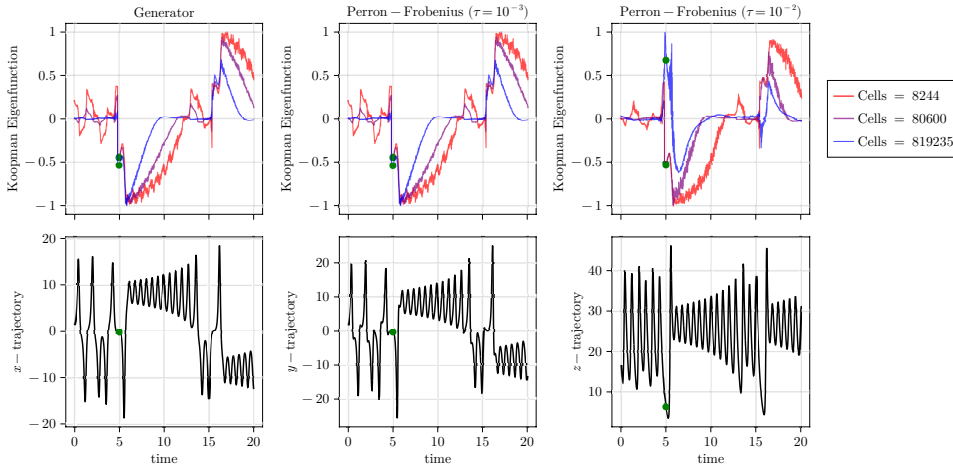 Generator
Perron − Frobenius (τ = 10⁻³)
Perron − Frobenius (τ = 10⁻²)
Koopman Eigenfunction
1
0.5
0
−0.5
−1
Koopman Eigenfunction
1
0.5
0
−0.5
−1
Koopman Eigenfunction
1
0.5
0
−0.5
−1
Cells = 8244
Cells = 80600
Cells = 819235
x − trajectory
20
10
0
−10
−20
0 5 10 15 20
time
y − trajectory
20
10
0
−10
−20
0 5 10 15 20
time
z − trajectory
40
30
20
10
0 5 10 15 20
time